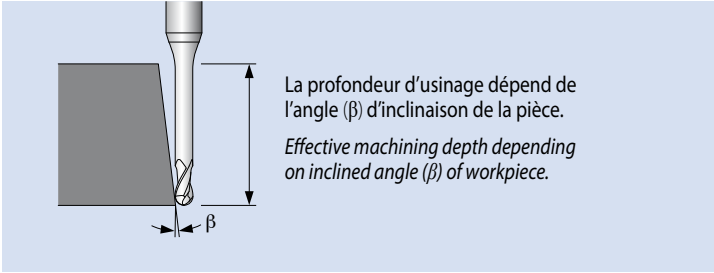 La profondeur d’usinage dépend de
l’angle (β) d’inclinaison de la pièce.
Effective machining depth depending
on inclined angle (β) of workpiece.
β